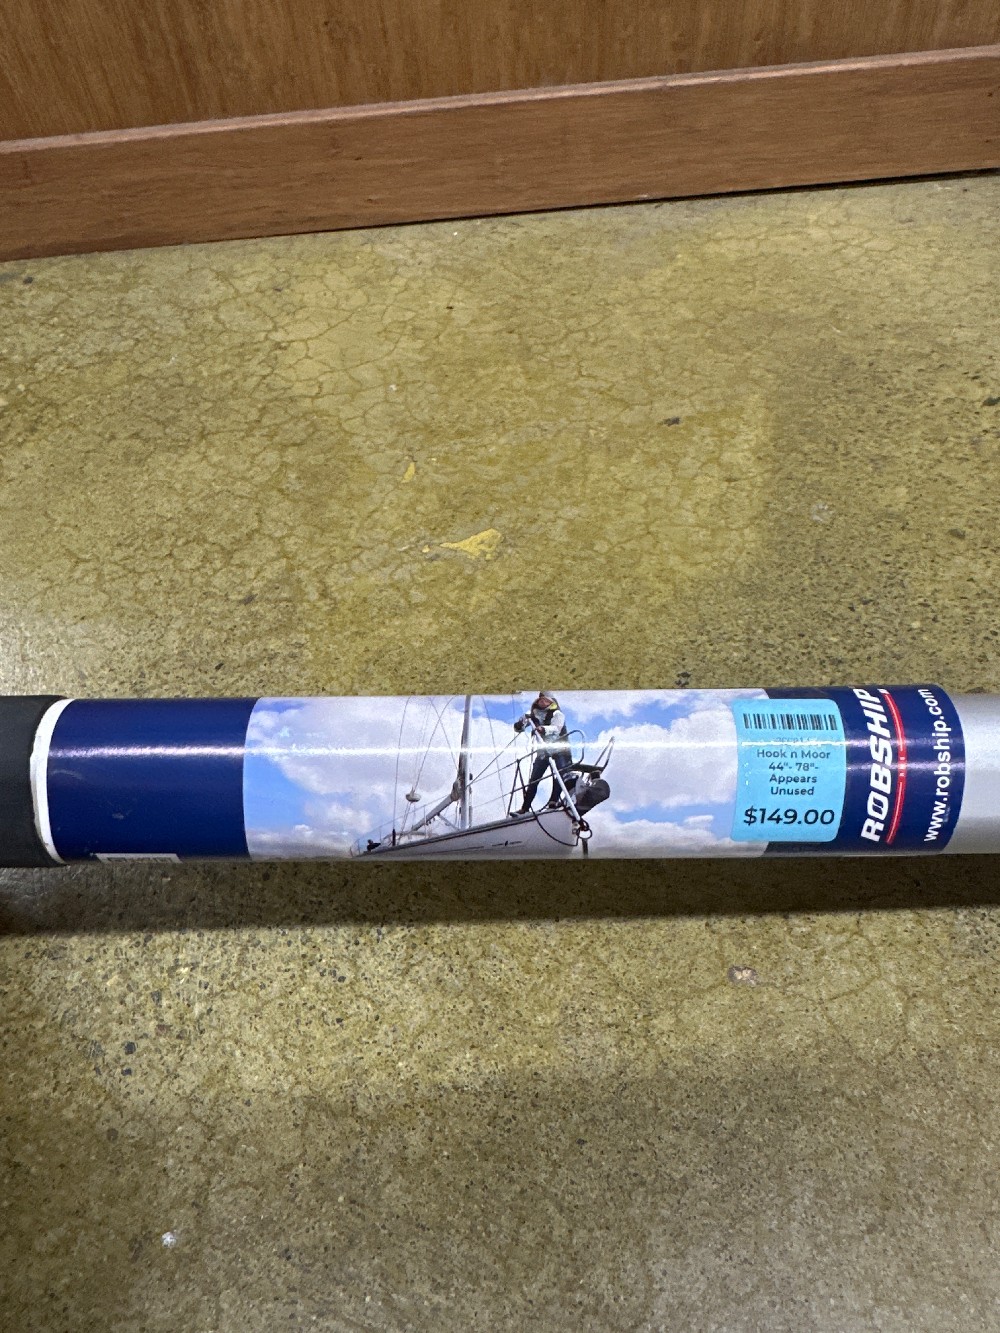 Hook n Moor
44"- 78"-
Appears
Unused
$149.00
ROBSHIP
www.robship.com